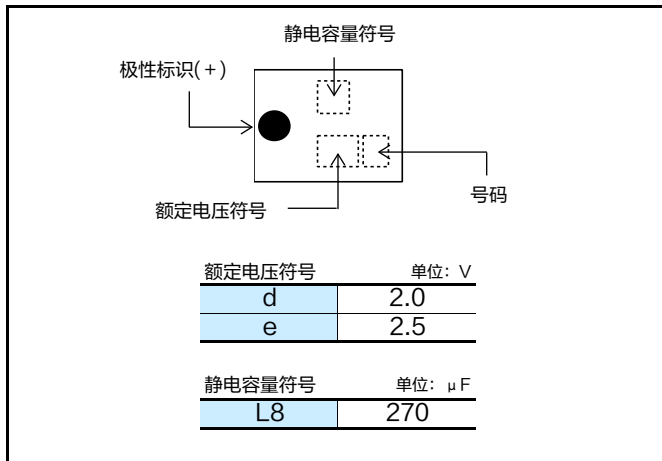 静电容量符号
极性标识(+)
额定电压符号
号码
额定电压符号 单位: V
d 2.0
e 2.5
静电容量符号 单位: μF
L8 270